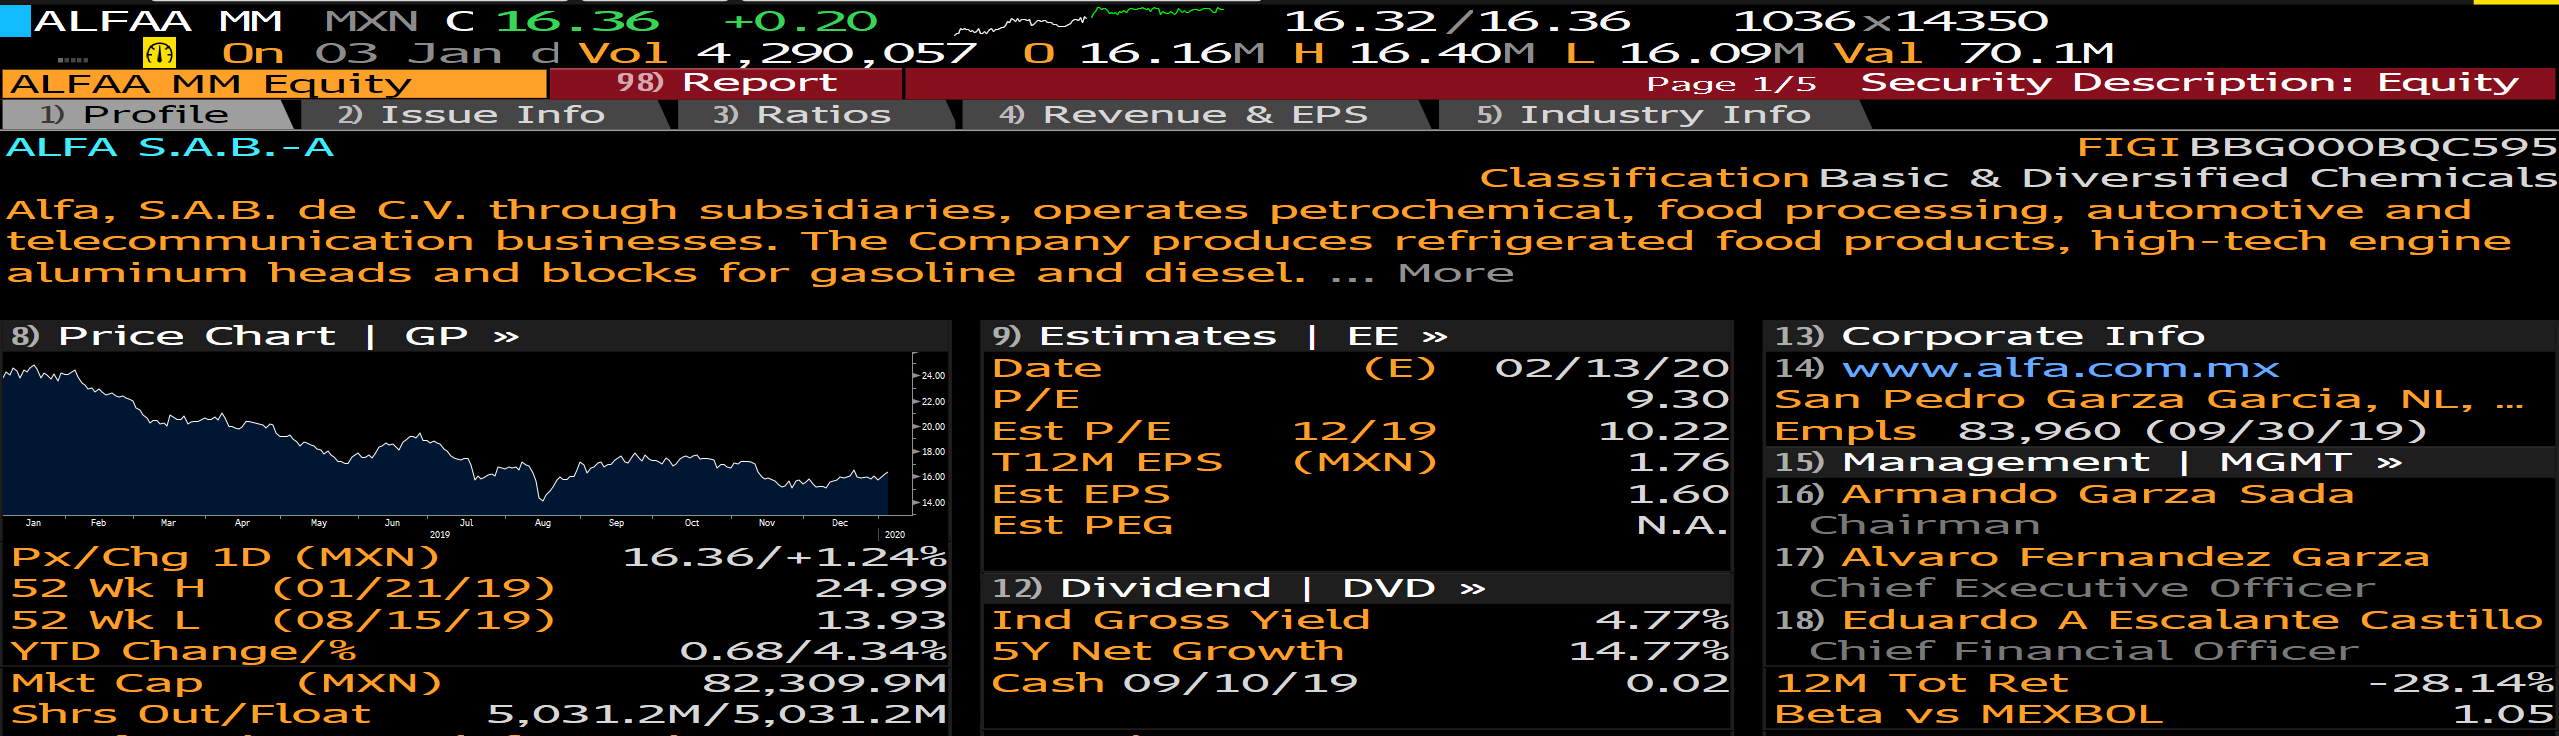 ALFAA MM MXN C 16.36 +0.20 16.32/16.36 1036x14350
On 03 Jan d Vol 4,290,057 O 16.16M H 16.40M L 16.09M Val 70.1M
ALFAA MM Equity 98) Report Page 1/5 Security Description: Equity
1) Profile 2) Issue Info 3) Ratios 4) Revenue & EPS 5) Industry Info
ALFA S.A.B.-A FIGI BBG000BQC595
Classification Basic & Diversified Chemicals
Alfa, S.A.B. de C.V. through subsidiaries, operates petrochemical, food processing, automotive and
telecommunication businesses. The Company produces refrigerated food products, high-tech engine
aluminum heads and blocks for gasoline and diesel. ... More
8) Price Chart | GP »
24.00
22.00
20.00
18.00
16.00
14.00
Jan Feb Mar Apr May Jun Jul Aug Sep Oct Nov Dec
2019 2020
Px/Chg 1D (MXN) 16.36/+1.24%
52 Wk H (01/21/19) 24.99
52 Wk L (08/15/19) 13.93
YTD Change/% 0.68/4.34%
Mkt Cap (MXN) 82,309.9M
Shrs Out/Float 5,031.2M/5,031.2M
9) Estimates | EE »
Date (E) 02/13/20
P/E 9.30
Est P/E 12/19 10.22
T12M EPS (MXN) 1.76
Est EPS 1.60
Est PEG N.A.
12) Dividend | DVD »
Ind Gross Yield 4.77%
5Y Net Growth 14.77%
Cash 09/10/19 0.02
13) Corporate Info
14) www.alfa.com.mx
San Pedro Garza Garcia, NL, ...
Empls 83,960 (09/30/19)
15) Management | MGMT »
16) Armando Garza Sada
Chairman
17) Alvaro Fernandez Garza
Chief Executive Officer
18) Eduardo A Escalante Castillo
Chief Financial Officer
12M Tot Ret -28.14%
Beta vs MEXBOL 1.05